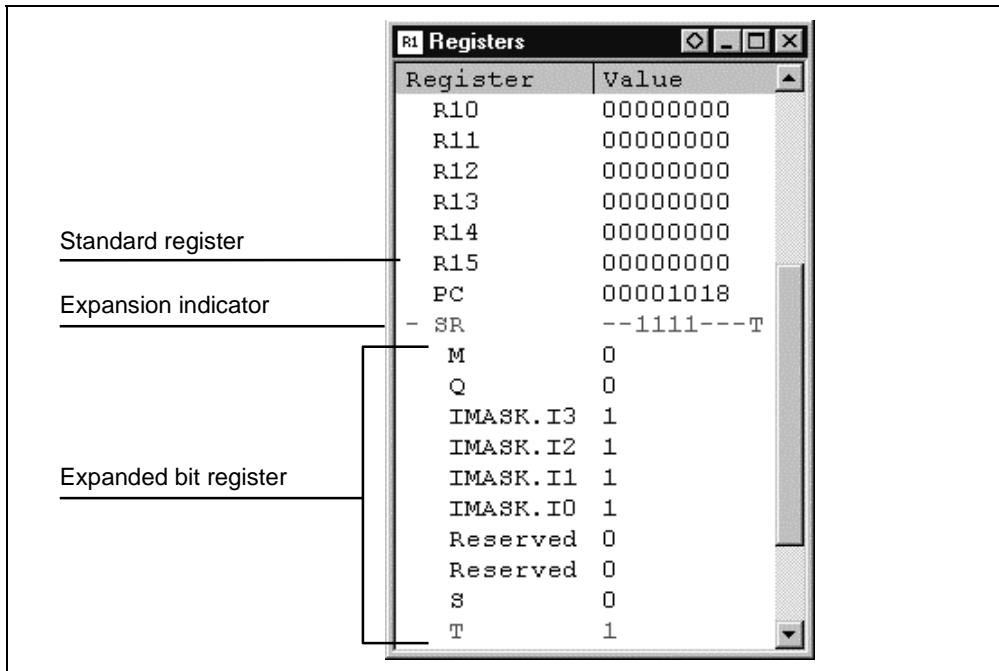 R1 Registers
Register Value
R10 00000000
R11 00000000
R12 00000000
R13 00000000
Standard register
R14 00000000
R15 00000000
Expansion indicator
PC 00001018
- SR --1111---T
M 0
Q 0
IMASK.I3 1
IMASK.I2 1
Expanded bit register
IMASK.I1 1
IMASK.I0 1
Reserved 0
Reserved 0
S 0
T 1